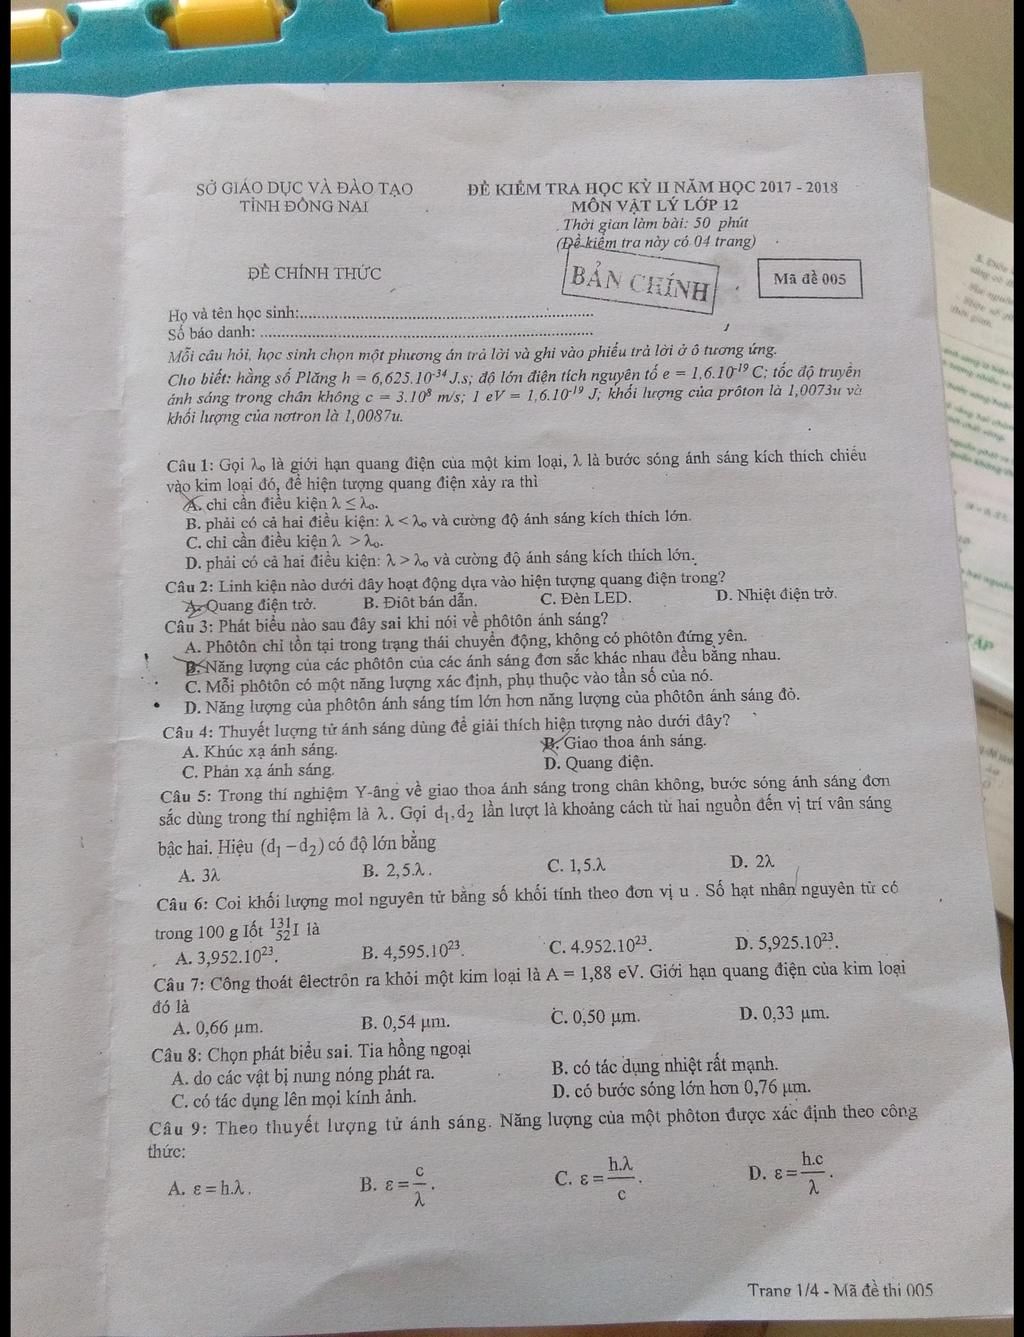 SỞ GIÁO DỤC VÀ ĐÀO TẠO
TỈNH ĐỒNG NAI
ĐỀ KIỂM TRA HỌC KỲ II NĂM HỌC 2017 - 2018
MÔN VẬT LÝ LỚP 12
Thời gian làm bài: 50 phút
(Đề kiểm tra này có 04 trang)
ĐỀ CHÍNH THỨC
BẢN CHÍNH
Mã đề 005
Họ và tên học sinh:
Số báo danh:
Mỗi câu hỏi, học sinh chọn một phương án trả lời và ghi vào phiếu trả lời ở ô tương ứng.
Cho biết: hằng số Plăng h = 6,625.10⁻³⁴ J.s; độ lớn điện tích nguyên tố e = 1,6.10⁻¹⁹ C; tốc độ truyền
ánh sáng trong chân không c = 3.10⁸ m/s; 1 eV = 1,6.10⁻¹⁹ J; khối lượng của prôton là 1,0073u và
khối lượng của nơtron là 1,0087u.
Câu 1: Gọi λ₀ là giới hạn quang điện của một kim loại, λ là bước sóng ánh sáng kích thích chiếu
vào kim loại đó, để hiện tượng quang điện xảy ra thì
A. chỉ cần điều kiện λ ≤ λ₀.
B. phải có cả hai điều kiện: λ < λ₀ và cường độ ánh sáng kích thích lớn.
C. chỉ cần điều kiện λ > λ₀.
D. phải có cả hai điều kiện: λ > λ₀ và cường độ ánh sáng kích thích lớn.
Câu 2: Linh kiện nào dưới đây hoạt động dựa vào hiện tượng quang điện trong?
A. Quang điện trở. B. Điôt bán dẫn. C. Đèn LED. D. Nhiệt điện trở.
Câu 3: Phát biểu nào sau đây sai khi nói về phôtôn ánh sáng?
A. Phôtôn chỉ tồn tại trong trạng thái chuyển động, không có phôtôn đứng yên.
B. Năng lượng của các phôtôn của các ánh sáng đơn sắc khác nhau đều bằng nhau.
C. Mỗi phôtôn có một năng lượng xác định, phụ thuộc vào tần số của nó.
D. Năng lượng của phôtôn ánh sáng tím lớn hơn năng lượng của phôtôn ánh sáng đỏ.
Câu 4: Thuyết lượng tử ánh sáng dùng để giải thích hiện tượng nào dưới đây?
A. Khúc xạ ánh sáng. B. Giao thoa ánh sáng.
C. Phản xạ ánh sáng. D. Quang điện.
Câu 5: Trong thí nghiệm Y-âng về giao thoa ánh sáng trong chân không, bước sóng ánh sáng đơn
sắc dùng trong thí nghiệm là λ. Gọi d₁,d₂ lần lượt là khoảng cách từ hai nguồn đến vị trí vân sáng
bậc hai. Hiệu (d₁ – d₂) có độ lớn bằng
A. 3λ B. 2,5.λ. C. 1,5.λ D. 2λ
Câu 6: Coi khối lượng mol nguyên tử bằng số khối tính theo đơn vị u . Số hạt nhân nguyên tử có
trong 100 g Iốt ¹³¹₅₂I là
A. 3,952.10²³. B. 4,595.10²³. C. 4.952.10²³. D. 5,925.10²³.
Câu 7: Công thoát êlectrôn ra khỏi một kim loại là A = 1,88 eV. Giới hạn quang điện của kim loại
đó là
A. 0,66 μm. B. 0,54 μm. C. 0,50 μm. D. 0,33 μm.
Câu 8: Chọn phát biểu sai. Tia hồng ngoại
A. do các vật bị nung nóng phát ra. B. có tác dụng nhiệt rất mạnh.
C. có tác dụng lên mọi kính ảnh. D. có bước sóng lớn hơn 0,76 μm.
Câu 9: Theo thuyết lượng tử ánh sáng. Năng lượng của một phôton được xác định theo công
thức:
A. ε = h.λ. B. ε = c/λ. C. ε = h.λ/c. D. ε = h.c/λ.
Trang 1/4 - Mã đề thi 005